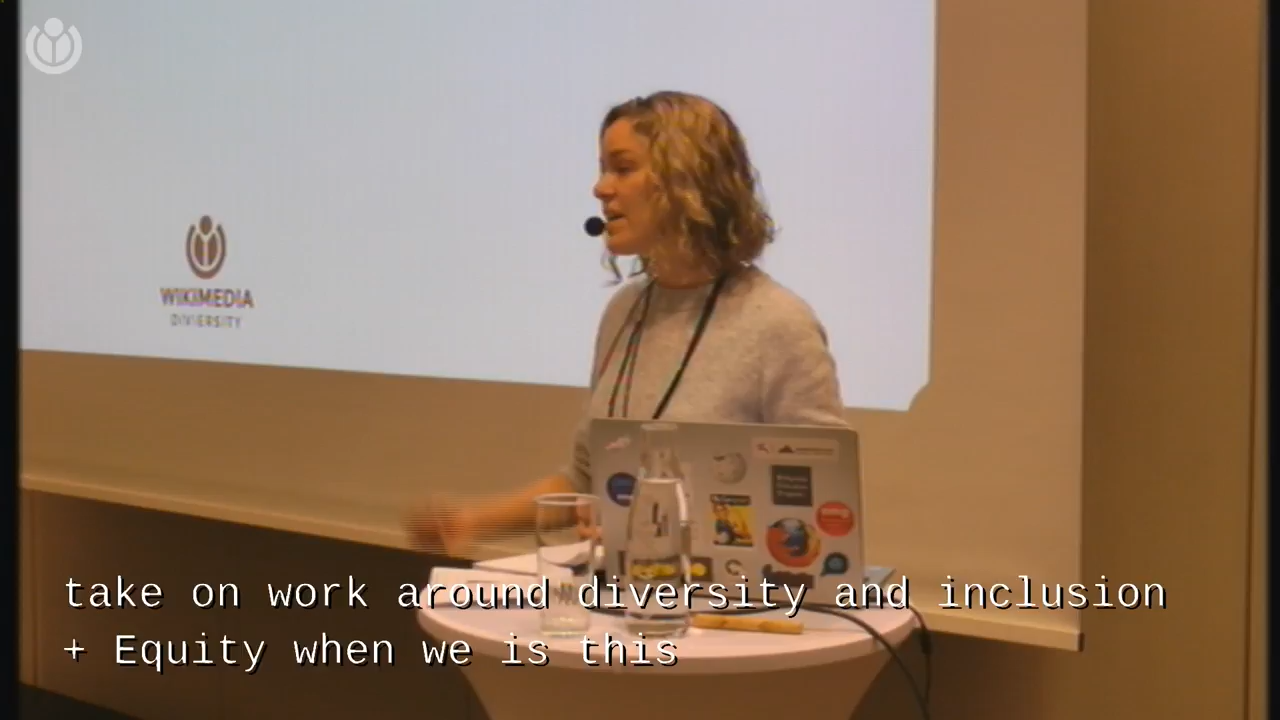 WIKIMEDIA
DIVERSITY
take on work around diversity and inclusion
+ Equity when we is this